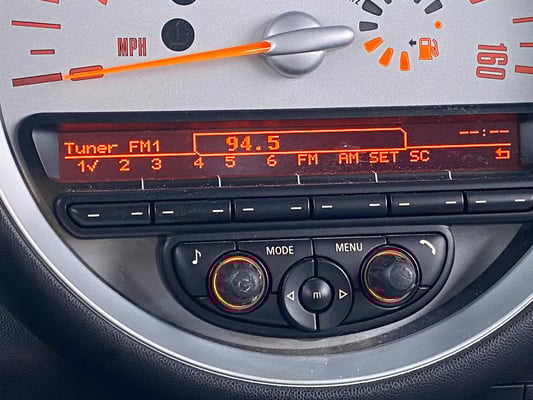 MPH
160
Tuner FM1 94.5 --:--
1✓ 2 3 4 5 6 FM AM SET SC
MODE MENU
m